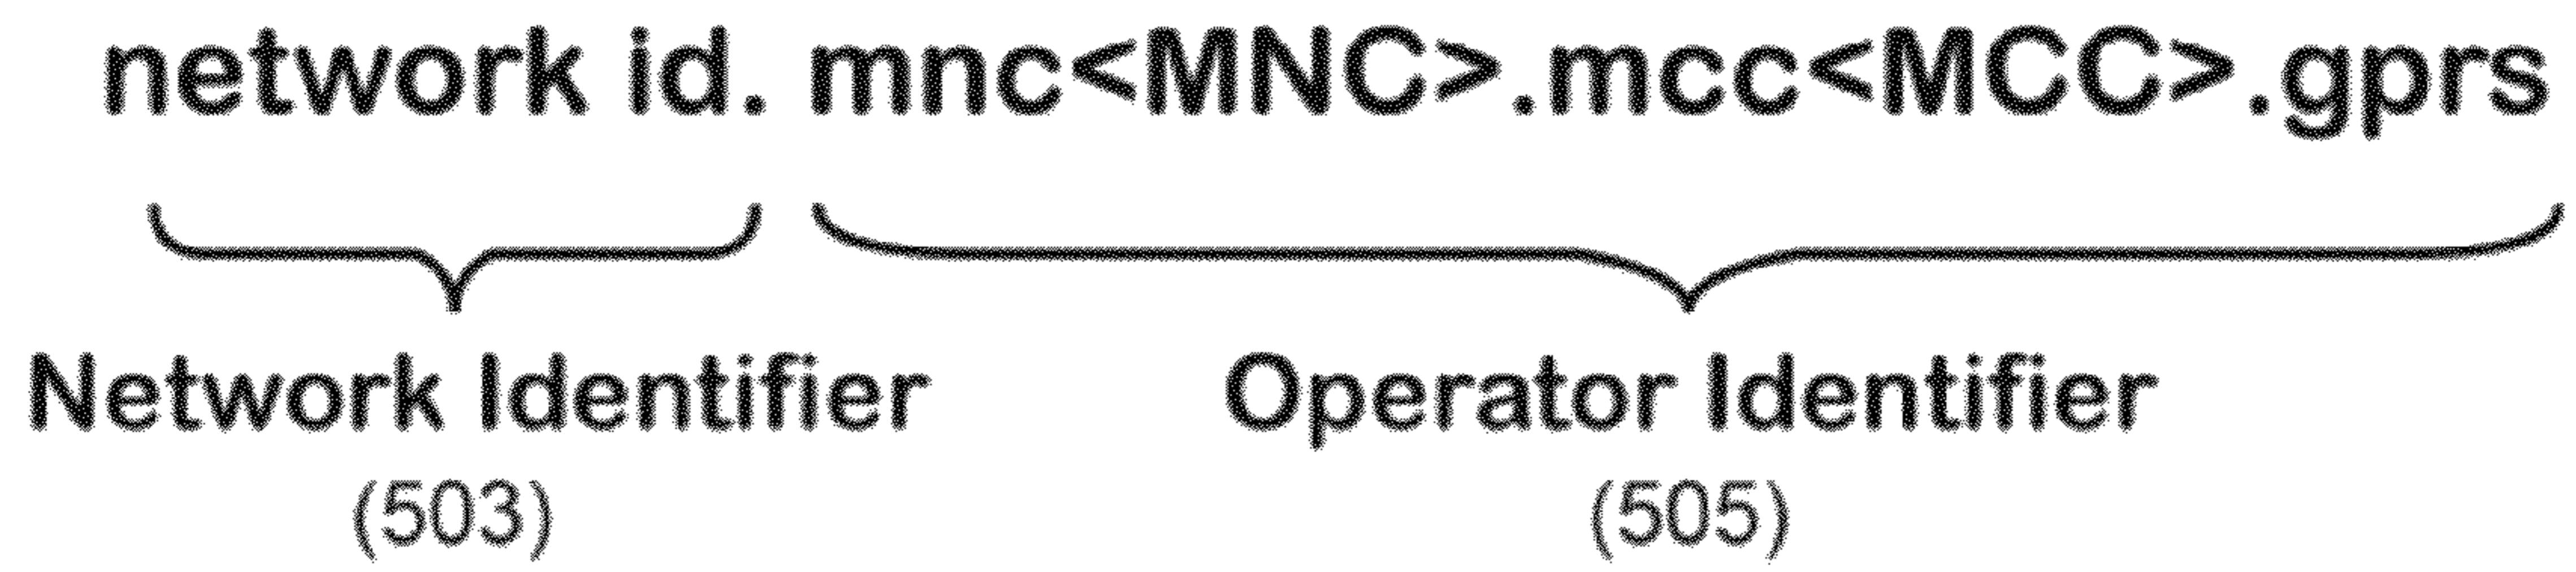 network id. mnc<MNC>.mcc<MCC>.gprs
Network Identifier Operator Identifier
(503) (505)